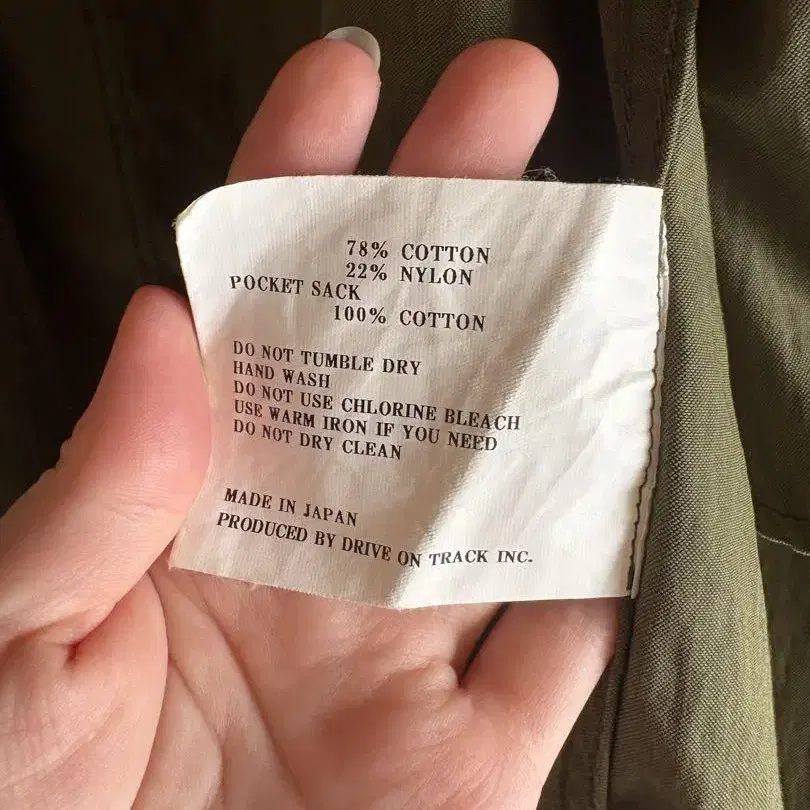 78% COTTON
22% NYLON
POCKET SACK
100% COTTON
DO NOT TUMBLE DRY
HAND WASH
DO NOT USE CHLORINE BLEACH
USE WARM IRON IF YOU NEED
DO NOT DRY CLEAN
MADE IN JAPAN
PRODUCED BY DRIVE ON TRACK INC.